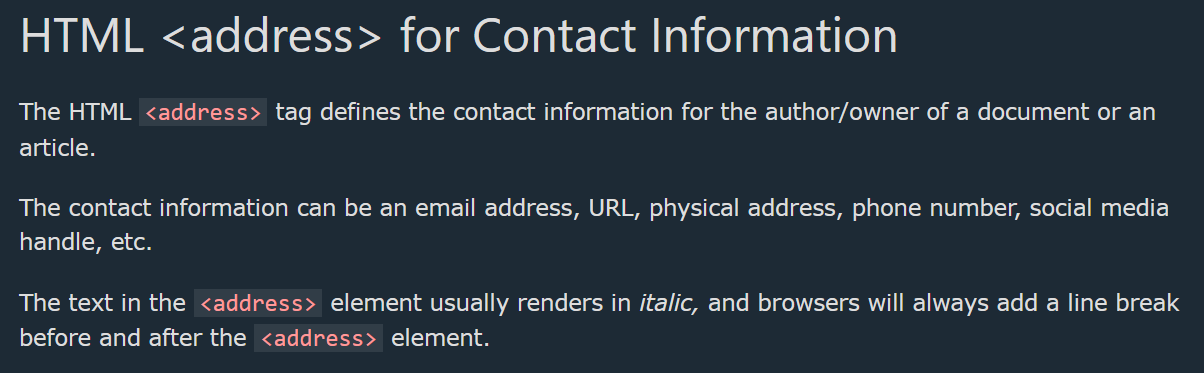 HTML <address> for Contact Information
The HTML <address> tag defines the contact information for the author/owner of a document or an
article.
The contact information can be an email address, URL, physical address, phone number, social media
handle, etc.
The text in the <address> element usually renders in italic, and browsers will always add a line break
before and after the <address> element.